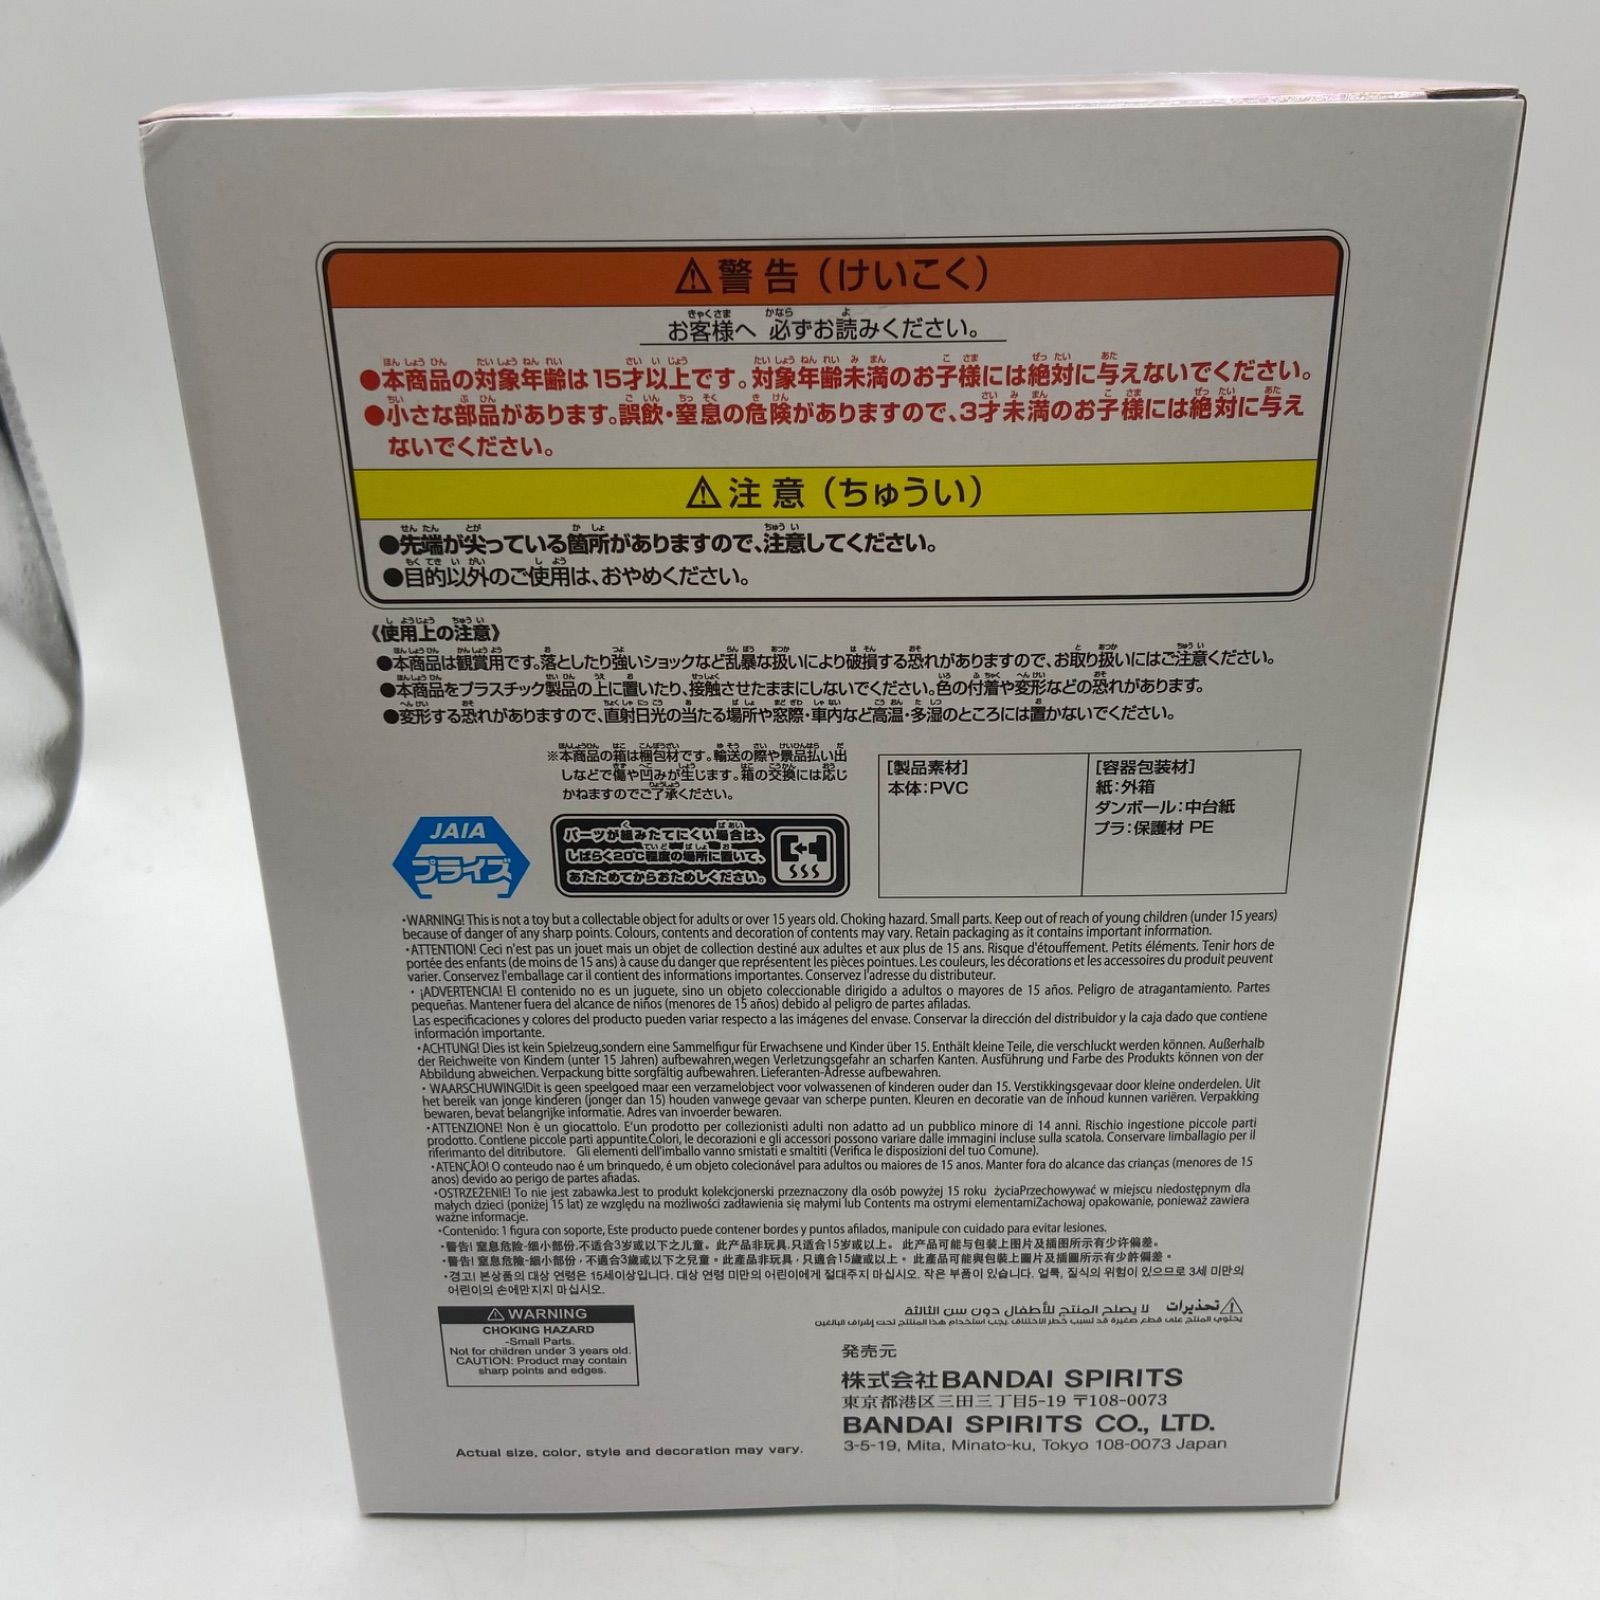 ⚠警告（けいこく）
お客様へ 必ずお読みください。
●本商品の対象年齢は15才以上です。対象年齢未満のお子様には絶対に与えないでください。
●小さな部品があります。誤飲・窒息の危険がありますので、3才未満のお子様には絶対に与え
ないでください。
⚠注意（ちゅうい）
●先端が尖っている箇所がありますので、注意してください。
●目的以外のご使用は、おやめください。
《使用上の注意》
●本商品は観賞用です。落としたり強いショックなど乱暴な扱いにより破損する恐れがありますので、お取り扱いにはご注意ください。
●本商品をプラスチック製品の上に置いたり、接触させたままにしないでください。色の付着や変形などの恐れがあります。
●変形する恐れがありますので、直射日光の当たる場所や窓際・車内など高温・多湿のところには置かないでください。
※本商品の箱は梱包材です。輸送の際や景品払い出
しなどで傷や凹みが生じます。箱の交換には応じ
かねますのでご了承ください。
[製品素材]
本体：PVC
[容器包装材]
紙：外箱
ダンボール：中台紙
プラ：保護材 PE
JAIA
プライズ
パーツが組みたてにくい場合は、
しばらく20℃程度の場所に置いて、
あたためてからおためしください。
・WARNING! This is not a toy but a collectable object for adults or over 15 years old. Choking hazard. Small parts. Keep out of reach of young children (under 15 years)
because of danger of any sharp points. Colours, contents and decoration of contents may vary. Retain packaging as it contains important information.
・ATTENTION! Ceci n'est pas un jouet mais un objet de collection destiné aux adultes et aux plus de 15 ans. Risque d'étouffement. Petits éléments. Tenir hors de
portée des enfants (de moins de 15 ans) à cause du danger que représentent les pièces pointues. Les couleurs, les décorations et les accessoires du produit peuvent
varier. Conservez l'emballage car il contient des informations importantes. Conservez l'adresse du distributeur.
・¡ADVERTENCIA! El contenido no es un juguete, sino un objeto coleccionable dirigido a adultos o mayores de 15 años. Peligro de atragantamiento. Partes
pequeñas. Mantener fuera del alcance de niños (menores de 15 años) debido al peligro de partes afiladas.
Las especificaciones y colores del producto pueden variar respecto a las imágenes del envase. Conservar la dirección del distribuidor y la caja dado que contiene
información importante.
・ACHTUNG! Dies ist kein Spielzeug,sondern eine Sammelfigur für Erwachsene und Kinder über 15. Enthält kleine Teile, die verschluckt werden können. Außerhalb
der Reichweite von Kindern (unter 15 Jahren) aufbewahren,wegen Verletzungsgefahr an scharfen Kanten. Ausführung und Farbe des Produkts können von der
Abbildung abweichen. Verpackung bitte sorgfältig aufbewahren. Lieferanten-Adresse aufbewahren.
・WAARSCHUWING!Dit is geen speelgoed maar een verzamelobject voor volwassenen of kinderen ouder dan 15. Verstikkingsgevaar door kleine onderdelen. Uit
het bereik van jonge kinderen (jonger dan 15) houden vanwege gevaar van scherpe punten. Kleuren en decoratie van de inhoud kunnen variëren. Verpakking
bewaren, bevat belangrijke informatie. Adres van invoerder bewaren.
・ATTENZIONE! Non è un giocattolo. E'un prodotto per collezionisti adulti non adatto ad un pubblico minore di 14 anni. Rischio ingestione piccole parti
prodotto. Contiene piccole parti appuntite.Colori, le decorazioni e gli accessori possono variare dalle immagini incluse sulla scatola. Conservare limballagio per il
riferimanto del ditributore. Gli elementi dell'imballo vanno smistati e smaltiti (Verifica le disposizioni del tuo Comune).
・ATENÇÃO! O conteudo nao é um brinquedo, é um objeto colecionável para adultos ou maiores de 15 anos. Manter fora do alcance das crianças (menores de 15
anos) devido ao perigo de partes afiadas.
・OSTRZEŻENIE! To nie jest zabawka.Jest to produkt kolekcjonerski przeznaczony dla osób powyżej 15 roku życiaPrzechowywać w miejscu niedostępnym dla
małych dzieci (poniżej 15 lat) ze względu na możliwości zadławienia się małymi lub Contents ma ostrymi elementamiZachowaj opakowanie, ponieważ zawiera
ważne informacje.
・Contenido: 1 figura con soporte, Este producto puede contener bordes y puntos afilados, manipule con cuidado para evitar lesiones.
・警告! 窒息危险-细小部份,不适合3岁或以下之儿童。此产品非玩具,只适合15岁或以上。 此产品可能与包装上图片及插图所示有少许偏差。
・警告! 窒息危險-細小部份，不適合3歲或以下之兒童。此產品非玩具，只適合15歲或以上。此產品可能與包裝上圖片及插圖所示有少許偏差。
・경고! 본상품의 대상 연령은 15세이상입니다. 대상 연령 미만의 어린이에게 절대주지 마십시오. 작은 부품이 있습니다. 얼룩, 질식의 위험이 있으므로 3세 미만의
어린이의 손에만지지 마십시오.
⚠ WARNING
CHOKING HAZARD
-Small Parts.
Not for children under 3 years old.
CAUTION: Product may contain
sharp points and edges.
⚠تحذيرات لا يصلح المنتج للأطفال دون سن الثالثة
يحتوي المنتج على قطع صغيرة قد تسبب خطر الاختناق. يجب استخدام هذا المنتج تحت إشراف البالغين
発売元
株式会社BANDAI SPIRITS
東京都港区三田三丁目5-19 〒108-0073
BANDAI SPIRITS CO., LTD.
3-5-19, Mita, Minato-ku, Tokyo 108-0073 Japan
Actual size, color, style and decoration may vary.